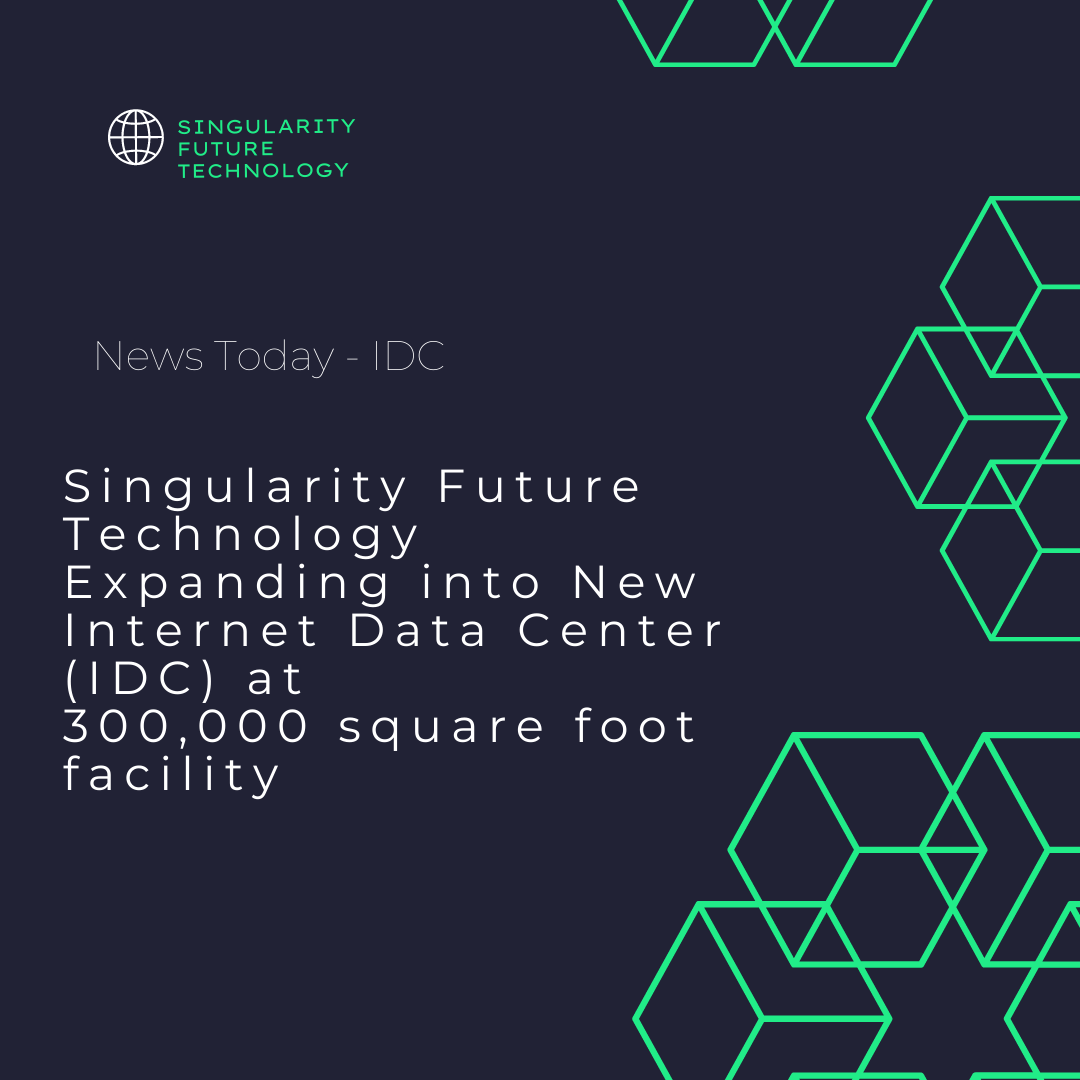 SINGULARITY
FUTURE
TECHNOLOGY
News Today - IDC
Singularity Future
Technology
Expanding into New
Internet Data Center
(IDC) at
300,000 square foot
facility